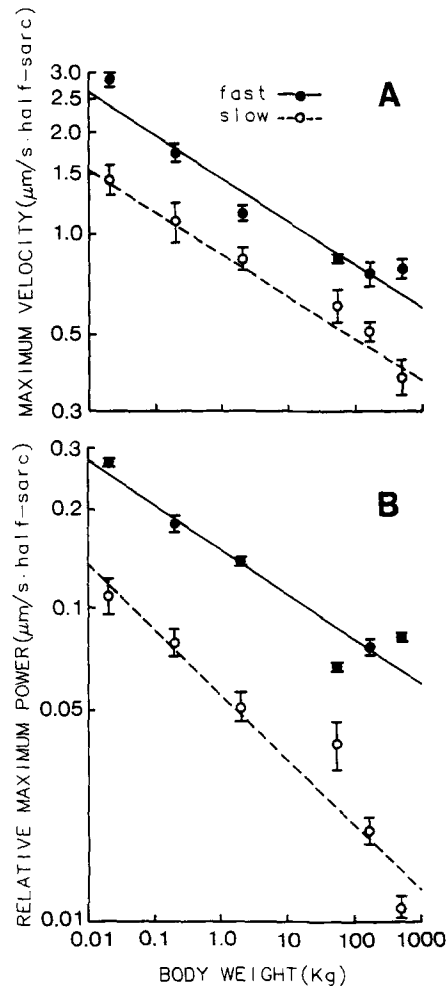 MAXIMUM VELOCITY(μm/s·half-sarc)
3.0
2.5
2.0
1.5
1.0
0.5
0.3
fast
slow
A
RELATIVE MAXIMUM POWER(μm/s·half-sarc)
0.3
0.2
0.1
0.05
0.01
B
0.01 0.1 1 10 100 1000
BODY WEIGHT(Kg)